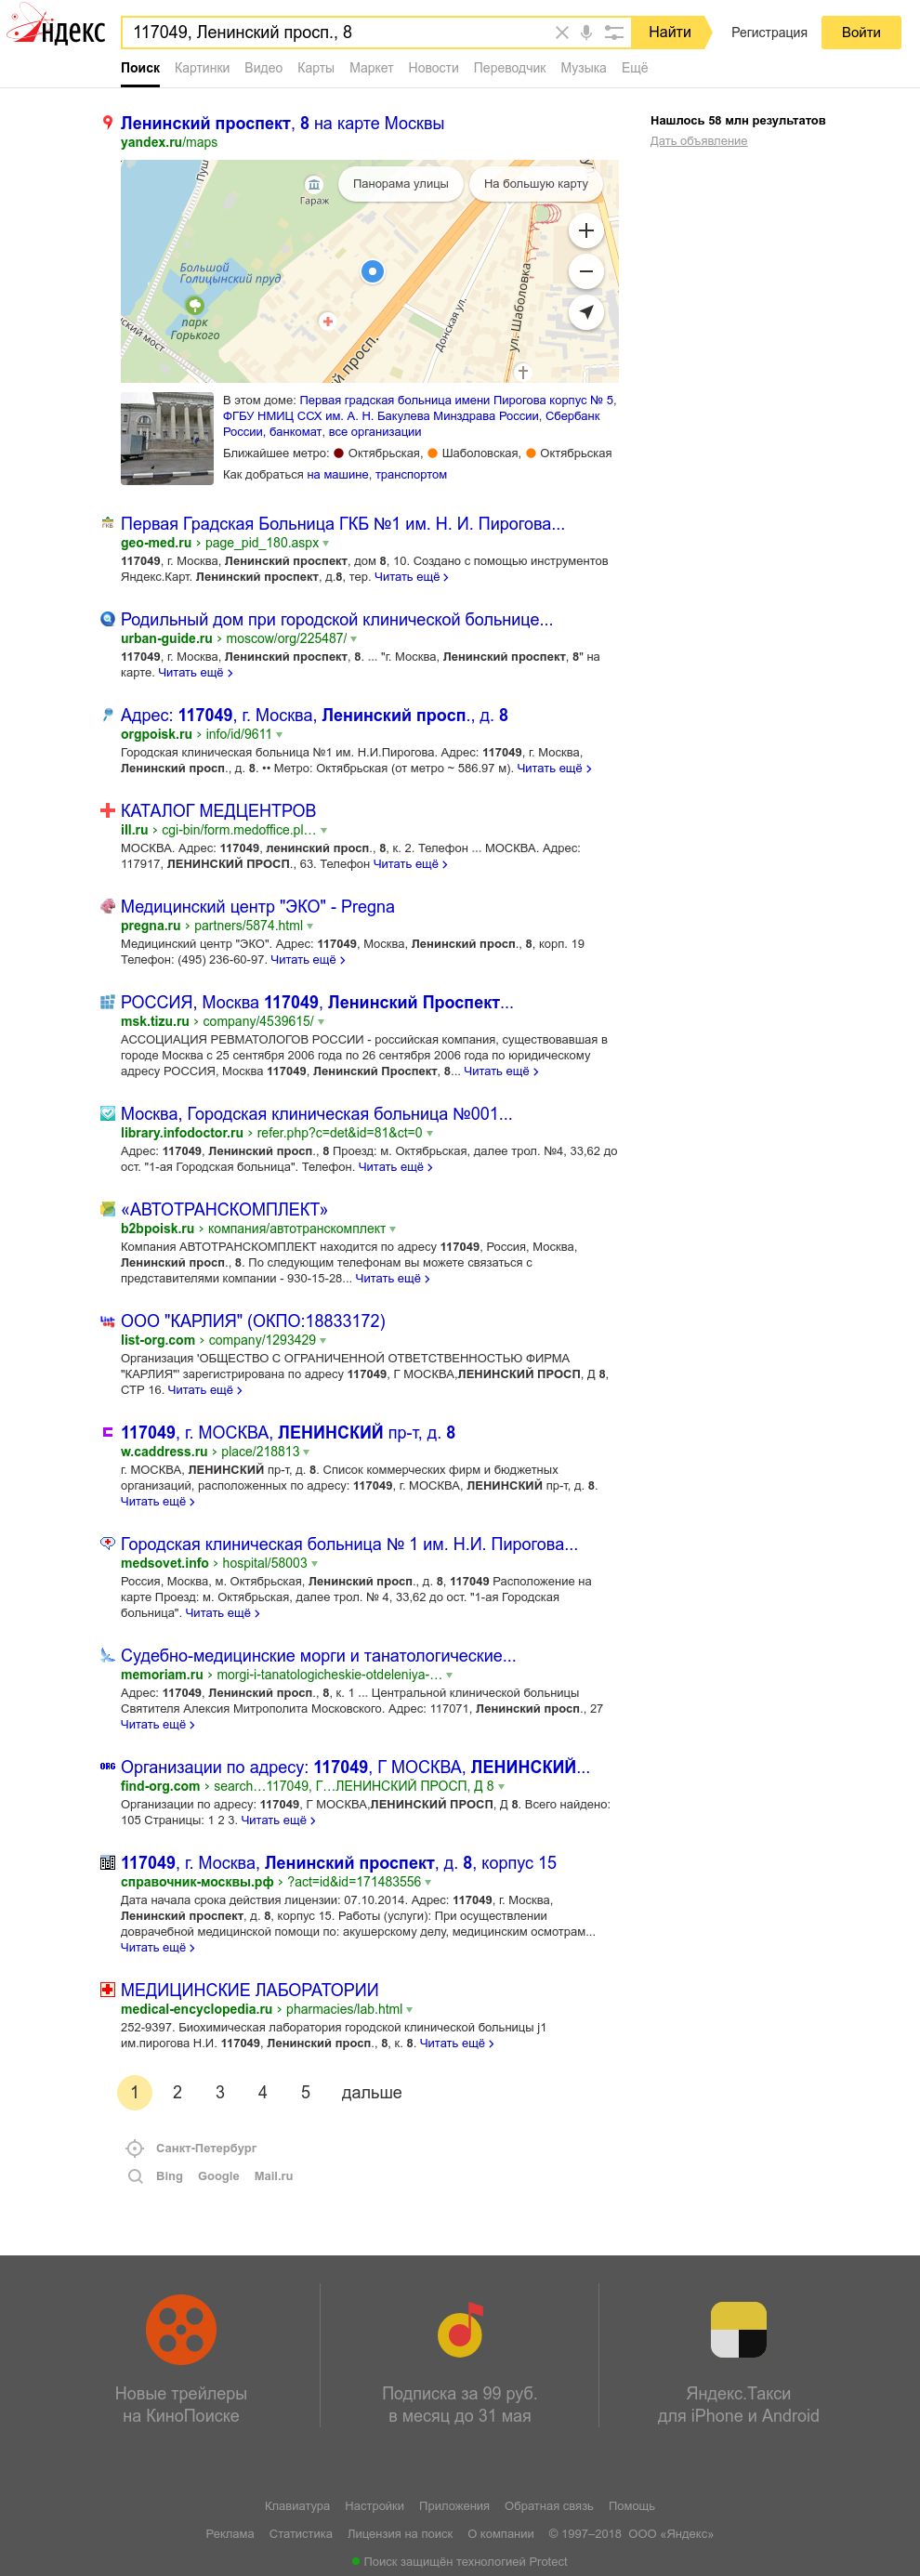 Яндекс
117049, Ленинский просп., 8
Найти
Регистрация
Войти
Поиск Картинки Видео Карты Маркет Новости Переводчик Музыка Ещё
Ленинский проспект, 8 на карте Москвы
yandex.ru/maps
Нашлось 58 млн результатов
Дать объявление
Панорама улицы
На большую карту
Гараж
Большой
Голицынский пруд
парк
Горького
Донская ул.
ул. Шаболовка
В этом доме: Первая градская больница имени Пирогова корпус № 5,
ФГБУ НМИЦ ССХ им. А. Н. Бакулева Минздрава России, Сбербанк
России, банкомат, все организации
Ближайшее метро: Октябрьская, Шаболовская, Октябрьская
Как добраться на машине, транспортом
ГКБ
Первая Градская Больница ГКБ №1 им. Н. И. Пирогова...
geo-med.ru › page_pid_180.aspx
117049, г. Москва, Ленинский проспект, дом 8, 10. Создано с помощью инструментов
Яндекс.Карт. Ленинский проспект, д.8, тер. Читать ещё ›
Родильный дом при городской клинической больнице...
urban-guide.ru › moscow/org/225487/
117049, г. Москва, Ленинский проспект, 8. ... "г. Москва, Ленинский проспект, 8" на
карте. Читать ещё ›
Адрес: 117049, г. Москва, Ленинский просп., д. 8
orgpoisk.ru › info/id/9611
Городская клиническая больница №1 им. Н.И.Пирогова. Адрес: 117049, г. Москва,
Ленинский просп., д. 8. •• Метро: Октябрьская (от метро ~ 586.97 м). Читать ещё ›
КАТАЛОГ МЕДЦЕНТРОВ
ill.ru › cgi-bin/form.medoffice.pl…
МОСКВА. Адрес: 117049, ленинский просп., 8, к. 2. Телефон ... МОСКВА. Адрес:
117917, ЛЕНИНСКИЙ ПРОСП., 63. Телефон Читать ещё ›
Медицинский центр "ЭКО" - Pregna
pregna.ru › partners/5874.html
Медицинский центр "ЭКО". Адрес: 117049, Москва, Ленинский просп., 8, корп. 19
Телефон: (495) 236-60-97. Читать ещё ›
РОССИЯ, Москва 117049, Ленинский Проспект...
msk.tizu.ru › company/4539615/
АССОЦИАЦИЯ РЕВМАТОЛОГОВ РОССИИ - российская компания, существовавшая в
городе Москва с 25 сентября 2006 года по 26 сентября 2006 года по юридическому
адресу РОССИЯ, Москва 117049, Ленинский Проспект, 8... Читать ещё ›
Москва, Городская клиническая больница №001...
library.infodoctor.ru › refer.php?c=det&id=81&ct=0
Адрес: 117049, Ленинский просп., 8 Проезд: м. Октябрьская, далее трол. №4, 33,62 до
ост. "1-ая Городская больница". Телефон. Читать ещё ›
«АВТОТРАНСКОМПЛЕКТ»
b2bpoisk.ru › компания/автотранскомплект
Компания АВТОТРАНСКОМПЛЕКТ находится по адресу 117049, Россия, Москва,
Ленинский просп., 8. По следующим телефонам вы можете связаться с
представителями компании - 930-15-28... Читать ещё ›
ООО "КАРЛИЯ" (ОКПО:18833172)
list-org.com › company/1293429
Организация 'ОБЩЕСТВО С ОГРАНИЧЕННОЙ ОТВЕТСТВЕННОСТЬЮ ФИРМА
"КАРЛИЯ"' зарегистрирована по адресу 117049, Г МОСКВА,ЛЕНИНСКИЙ ПРОСП, Д 8,
СТР 16. Читать ещё ›
117049, г. МОСКВА, ЛЕНИНСКИЙ пр-т, д. 8
w.caddress.ru › place/218813
г. МОСКВА, ЛЕНИНСКИЙ пр-т, д. 8. Список коммерческих фирм и бюджетных
организаций, расположенных по адресу: 117049, г. МОСКВА, ЛЕНИНСКИЙ пр-т, д. 8.
Читать ещё ›
Городская клиническая больница № 1 им. Н.И. Пирогова...
medsovet.info › hospital/58003
Россия, Москва, м. Октябрьская, Ленинский просп., д. 8, 117049 Расположение на
карте Проезд: м. Октябрьская, далее трол. № 4, 33,62 до ост. "1-ая Городская
больница". Читать ещё ›
Судебно-медицинские морги и танатологические...
memoriam.ru › morgi-i-tanatologicheskie-otdeleniya-…
Адрес: 117049, Ленинский просп., 8, к. 1 ... Центральной клинической больницы
Святителя Алексия Митрополита Московского. Адрес: 117071, Ленинский просп., 27
Читать ещё ›
ORG
Организации по адресу: 117049, Г МОСКВА, ЛЕНИНСКИЙ...
find-org.com › search…117049, Г…ЛЕНИНСКИЙ ПРОСП, Д 8
Организации по адресу: 117049, Г МОСКВА,ЛЕНИНСКИЙ ПРОСП, Д 8. Всего найдено:
105 Страницы: 1 2 3. Читать ещё ›
117049, г. Москва, Ленинский проспект, д. 8, корпус 15
справочник-москвы.рф › ?act=id&id=171483556
Дата начала срока действия лицензии: 07.10.2014. Адрес: 117049, г. Москва,
Ленинский проспект, д. 8, корпус 15. Работы (услуги): При осуществлении
доврачебной медицинской помощи по: акушерскому делу, медицинским осмотрам...
Читать ещё ›
МЕДИЦИНСКИЕ ЛАБОРАТОРИИ
medical-encyclopedia.ru › pharmacies/lab.html
252-9397. Биохимическая лаборатория городской клинической больницы j1
им.пирогова Н.И. 117049, Ленинский просп., 8, к. 8. Читать ещё ›
1 2 3 4 5 дальше
Санкт-Петербург
Bing Google Mail.ru
Новые трейлеры
на КиноПоиске
Подписка за 99 руб.
в месяц до 31 мая
Яндекс.Такси
для iPhone и Android
Клавиатура Настройки Приложения Обратная связь Помощь
Реклама Статистика Лицензия на поиск О компании © 1997–2018 ООО «Яндекс»
Поиск защищён технологией Protect